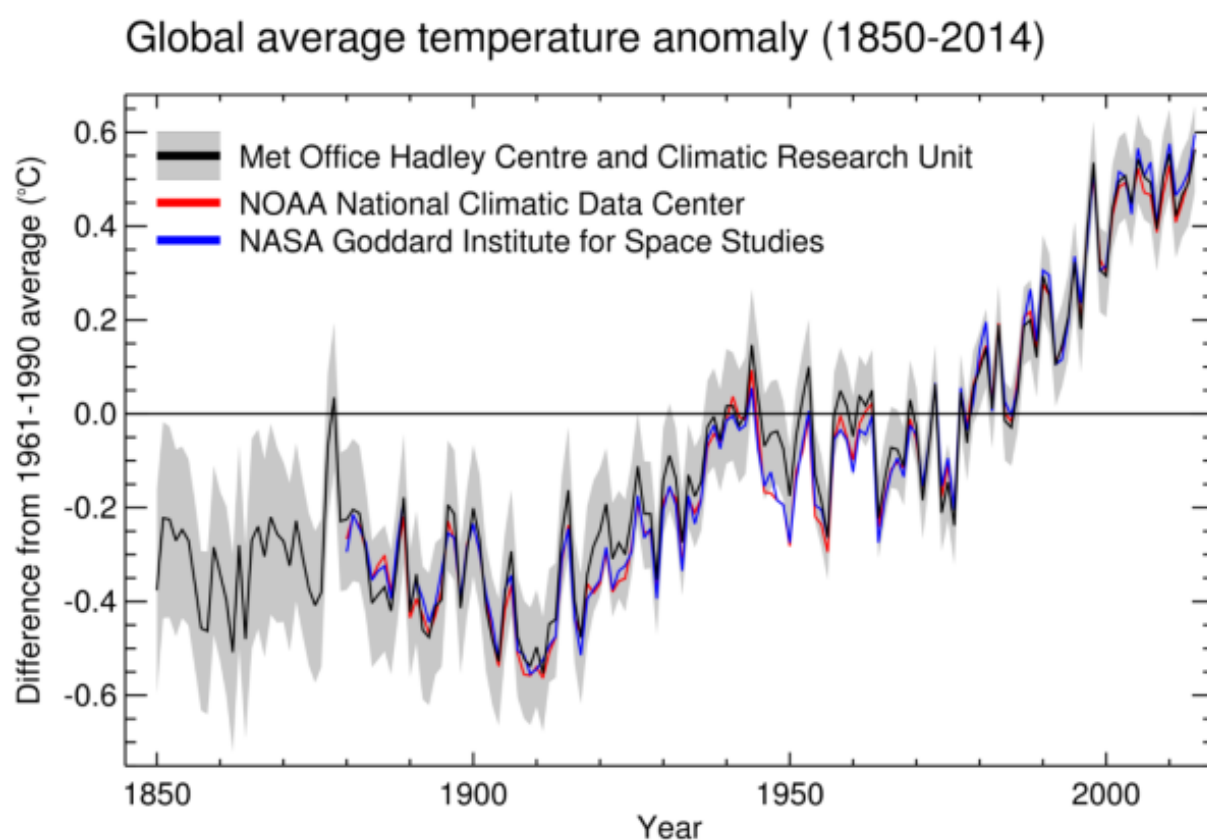 Global average temperature anomaly (1850-2014)
Difference from 1961-1990 average (°C)
0.6
0.4
0.2
0.0
-0.2
-0.4
-0.6
Met Office Hadley Centre and Climatic Research Unit
NOAA National Climatic Data Center
NASA Goddard Institute for Space Studies
1850 1900 1950 2000
Year